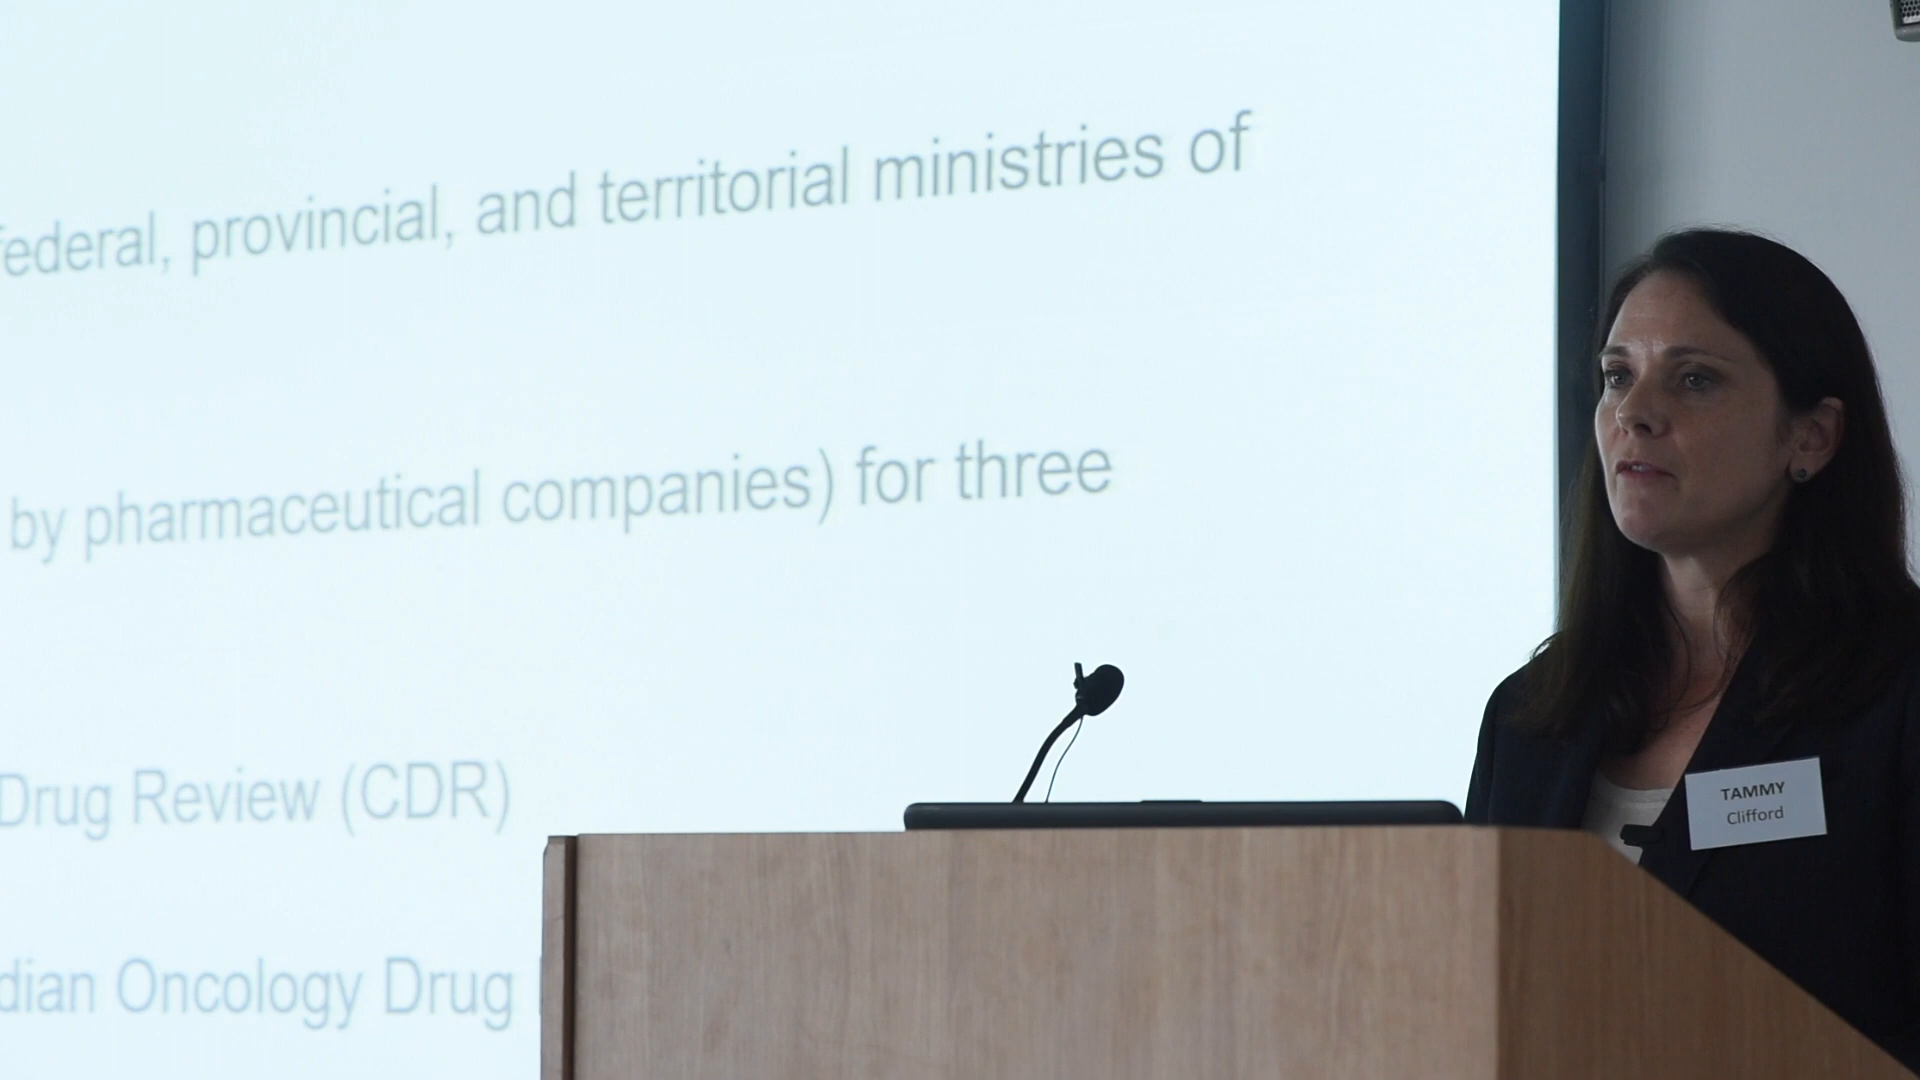 federal, provincial, and territorial ministries of
by pharmaceutical companies) for three
Drug Review (CDR)
dian Oncology Drug
TAMMY
Clifford